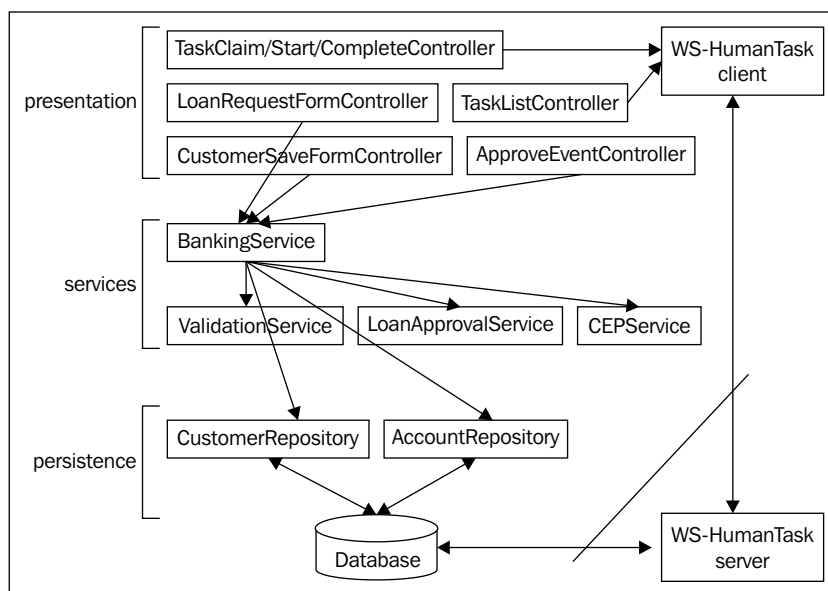 TaskClaim/Start/CompleteController
WS-HumanTask
client
presentation
LoanRequestFormController
TaskListController
CustomerSaveFormController
ApproveEventController
BankingService
services
ValidationService
LoanApprovalService
CEPService
CustomerRepository
AccountRepository
persistence
Database
WS-HumanTask
server